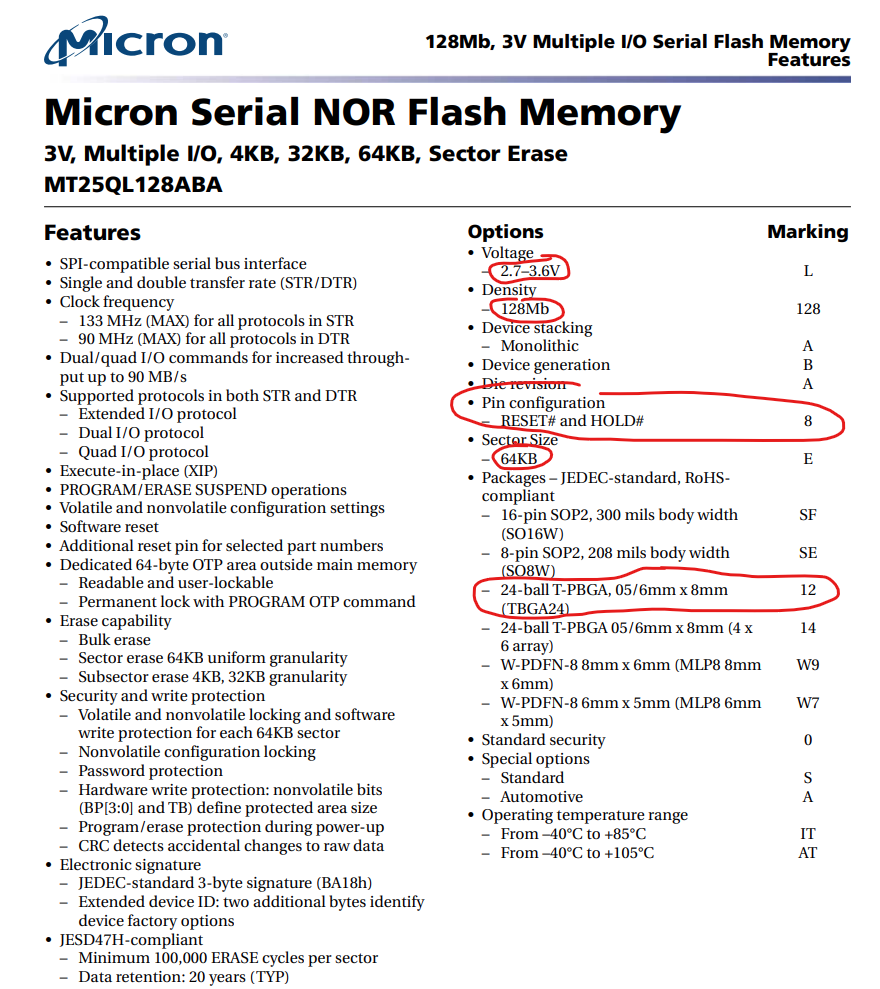 Micron
128Mb, 3V Multiple I/O Serial Flash Memory
Features
Micron Serial NOR Flash Memory
3V, Multiple I/O, 4KB, 32KB, 64KB, Sector Erase
MT25QL128ABA
Features
• SPI-compatible serial bus interface
• Single and double transfer rate (STR/DTR)
• Clock frequency
– 133 MHz (MAX) for all protocols in STR
– 90 MHz (MAX) for all protocols in DTR
• Dual/quad I/O commands for increased through-
put up to 90 MB/s
• Supported protocols in both STR and DTR
– Extended I/O protocol
– Dual I/O protocol
– Quad I/O protocol
• Execute-in-place (XIP)
• PROGRAM/ERASE SUSPEND operations
• Volatile and nonvolatile configuration settings
• Software reset
• Additional reset pin for selected part numbers
• Dedicated 64-byte OTP area outside main memory
– Readable and user-lockable
– Permanent lock with PROGRAM OTP command
• Erase capability
– Bulk erase
– Sector erase 64KB uniform granularity
– Subsector erase 4KB, 32KB granularity
• Security and write protection
– Volatile and nonvolatile locking and software
write protection for each 64KB sector
– Nonvolatile configuration locking
– Password protection
– Hardware write protection: nonvolatile bits
(BP[3:0] and TB) define protected area size
– Program/erase protection during power-up
– CRC detects accidental changes to raw data
• Electronic signature
– JEDEC-standard 3-byte signature (BA18h)
– Extended device ID: two additional bytes identify
device factory options
• JESD47H-compliant
– Minimum 100,000 ERASE cycles per sector
– Data retention: 20 years (TYP)
Options Marking
• Voltage
– 2.7–3.6V L
• Density
– 128Mb 128
• Device stacking
– Monolithic A
• Device generation B
• Die revision A
• Pin configuration
– RESET# and HOLD# 8
• Sector Size
– 64KB E
• Packages – JEDEC-standard, RoHS-
compliant
– 16-pin SOP2, 300 mils body width SF
(SO16W)
– 8-pin SOP2, 208 mils body width SE
(SO8W)
– 24-ball T-PBGA, 05/6mm x 8mm 12
(TBGA24)
– 24-ball T-PBGA 05/6mm x 8mm (4 x 14
6 array)
– W-PDFN-8 8mm x 6mm (MLP8 8mm W9
x 6mm)
– W-PDFN-8 6mm x 5mm (MLP8 6mm W7
x 5mm)
• Standard security 0
• Special options
– Standard S
– Automotive A
• Operating temperature range
– From –40°C to +85°C IT
– From –40°C to +105°C AT